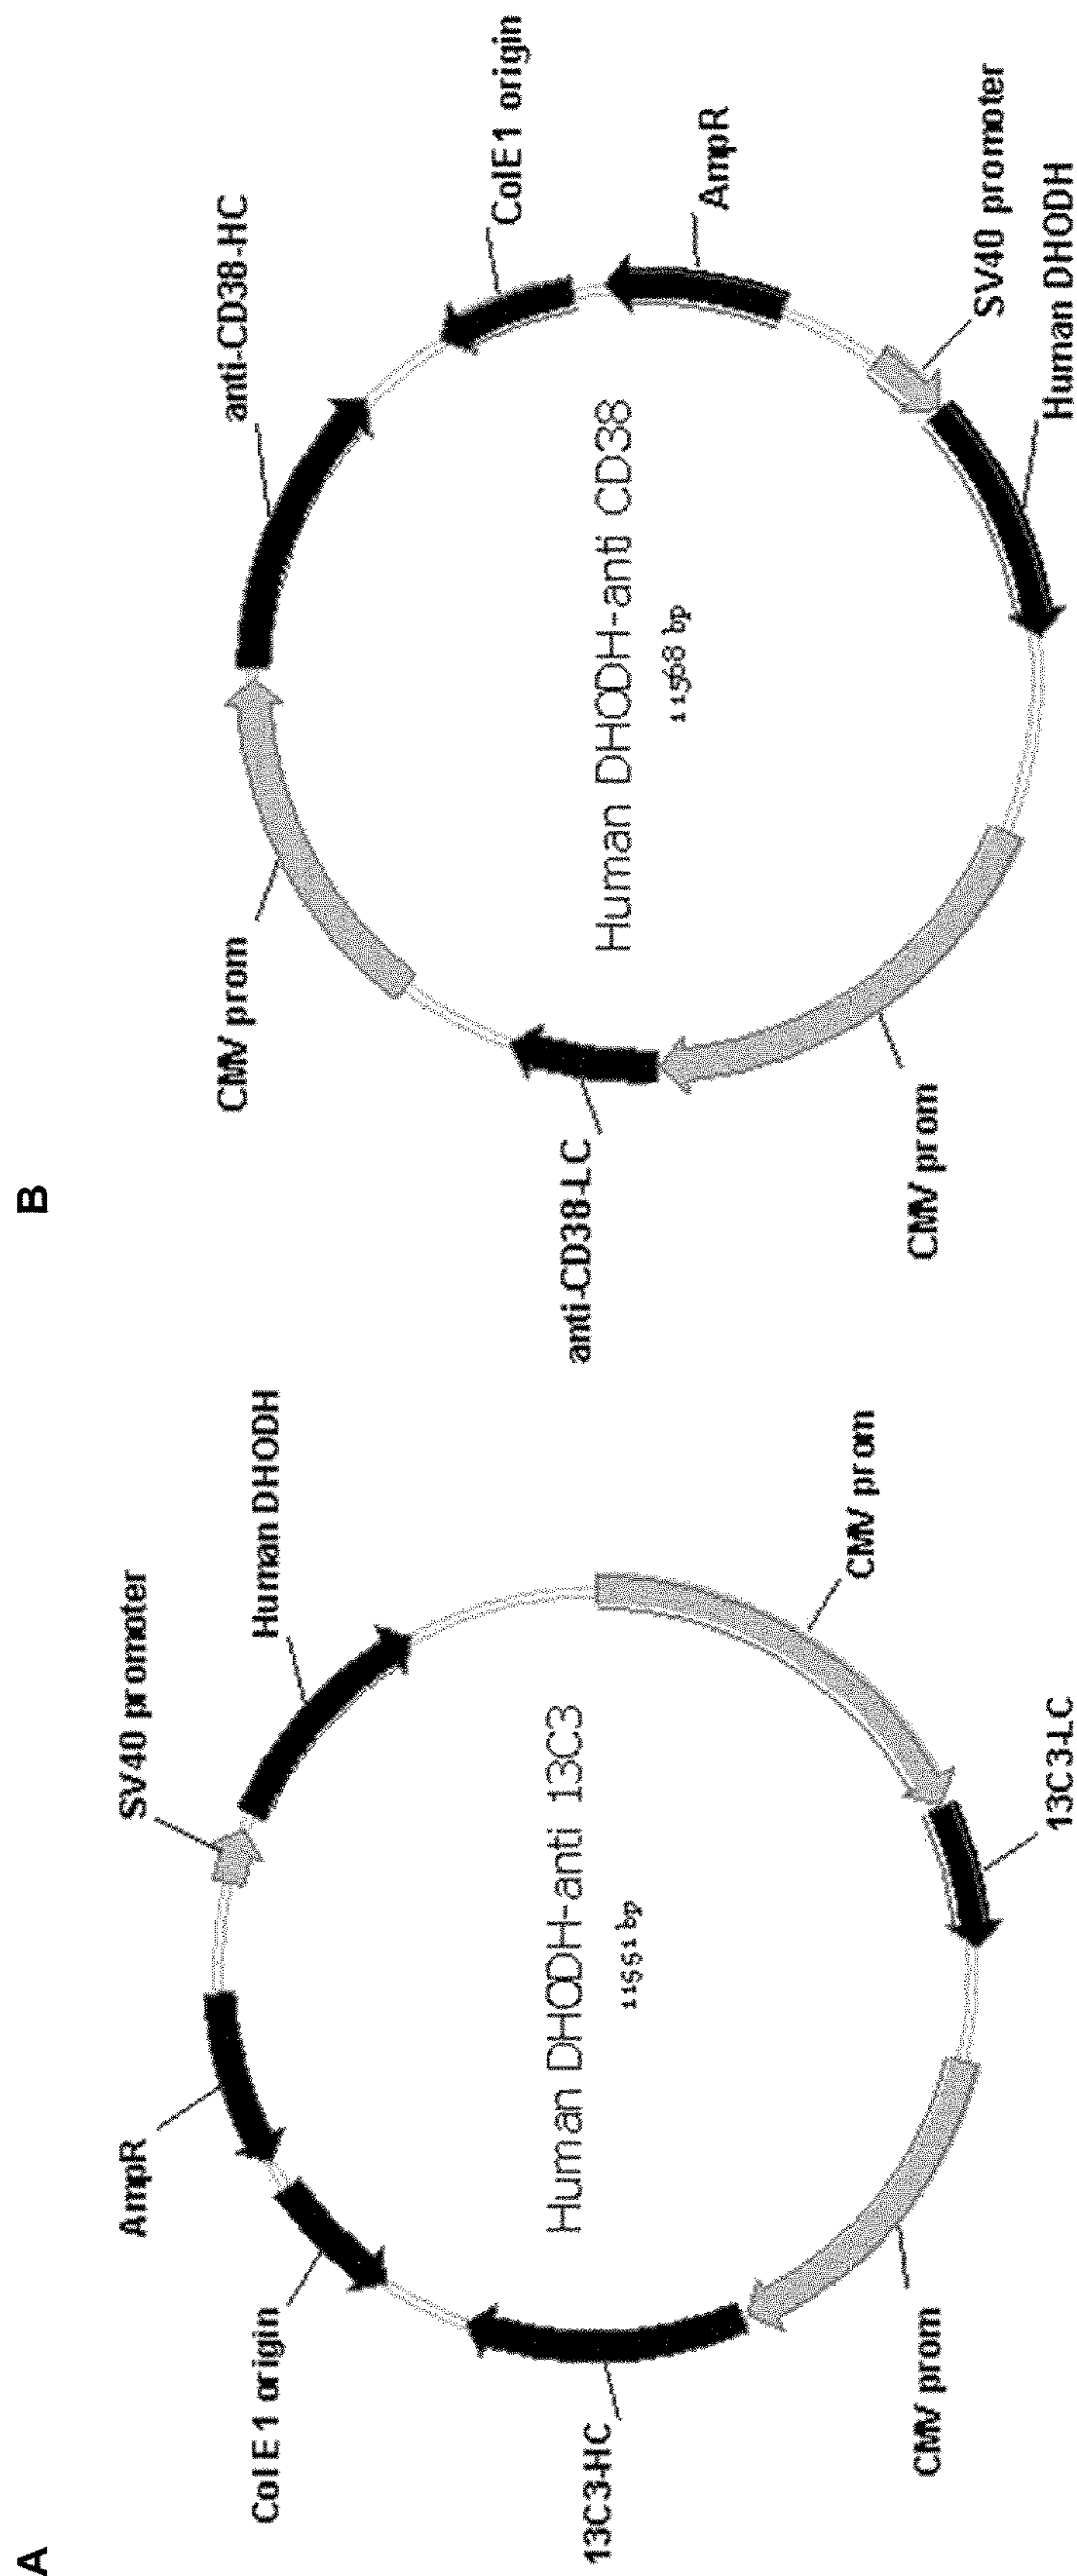 A
Col E1 origin
AmpR
SV40 promoter
Human DHODH
CMV prom
13C3-LC
CMV prom
13C3-HC
Human DHODH-anti 13C3
11551 bp
B
CMV prom
anti-CD38-HC
ColE1 origin
AmpR
SV40 promoter
Human DHODH
CMV prom
anti-CD38-LC
Human DHODH-anti CD38
11568 bp